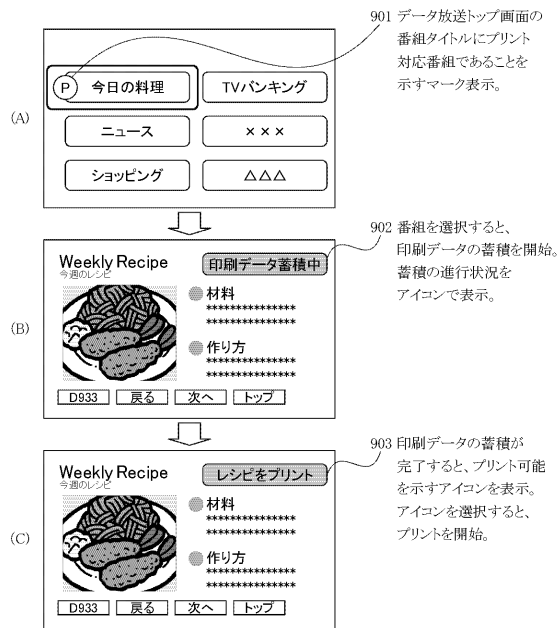 901 データ放送トップ画面の
番組タイトルにプリント
対応番組であることを
示すマーク表示。
(A)
P 今日の料理 TVバンキング
ニュース ×××
ショッピング △△△
902 番組を選択すると、
印刷データの蓄積を開始。
蓄積の進行状況を
アイコンで表示。
(B)
Weekly Recipe 印刷データ蓄積中
今週のレシピ
材料
**************
**************
作り方
**************
**************
D933 戻る 次へ トップ
903 印刷データの蓄積が
完了すると、プリント可能
を示すアイコンを表示。
アイコンを選択すると、
プリントを開始。
(C)
Weekly Recipe レシピをプリント
今週のレシピ
材料
**************
**************
作り方
**************
**************
D933 戻る 次へ トップ